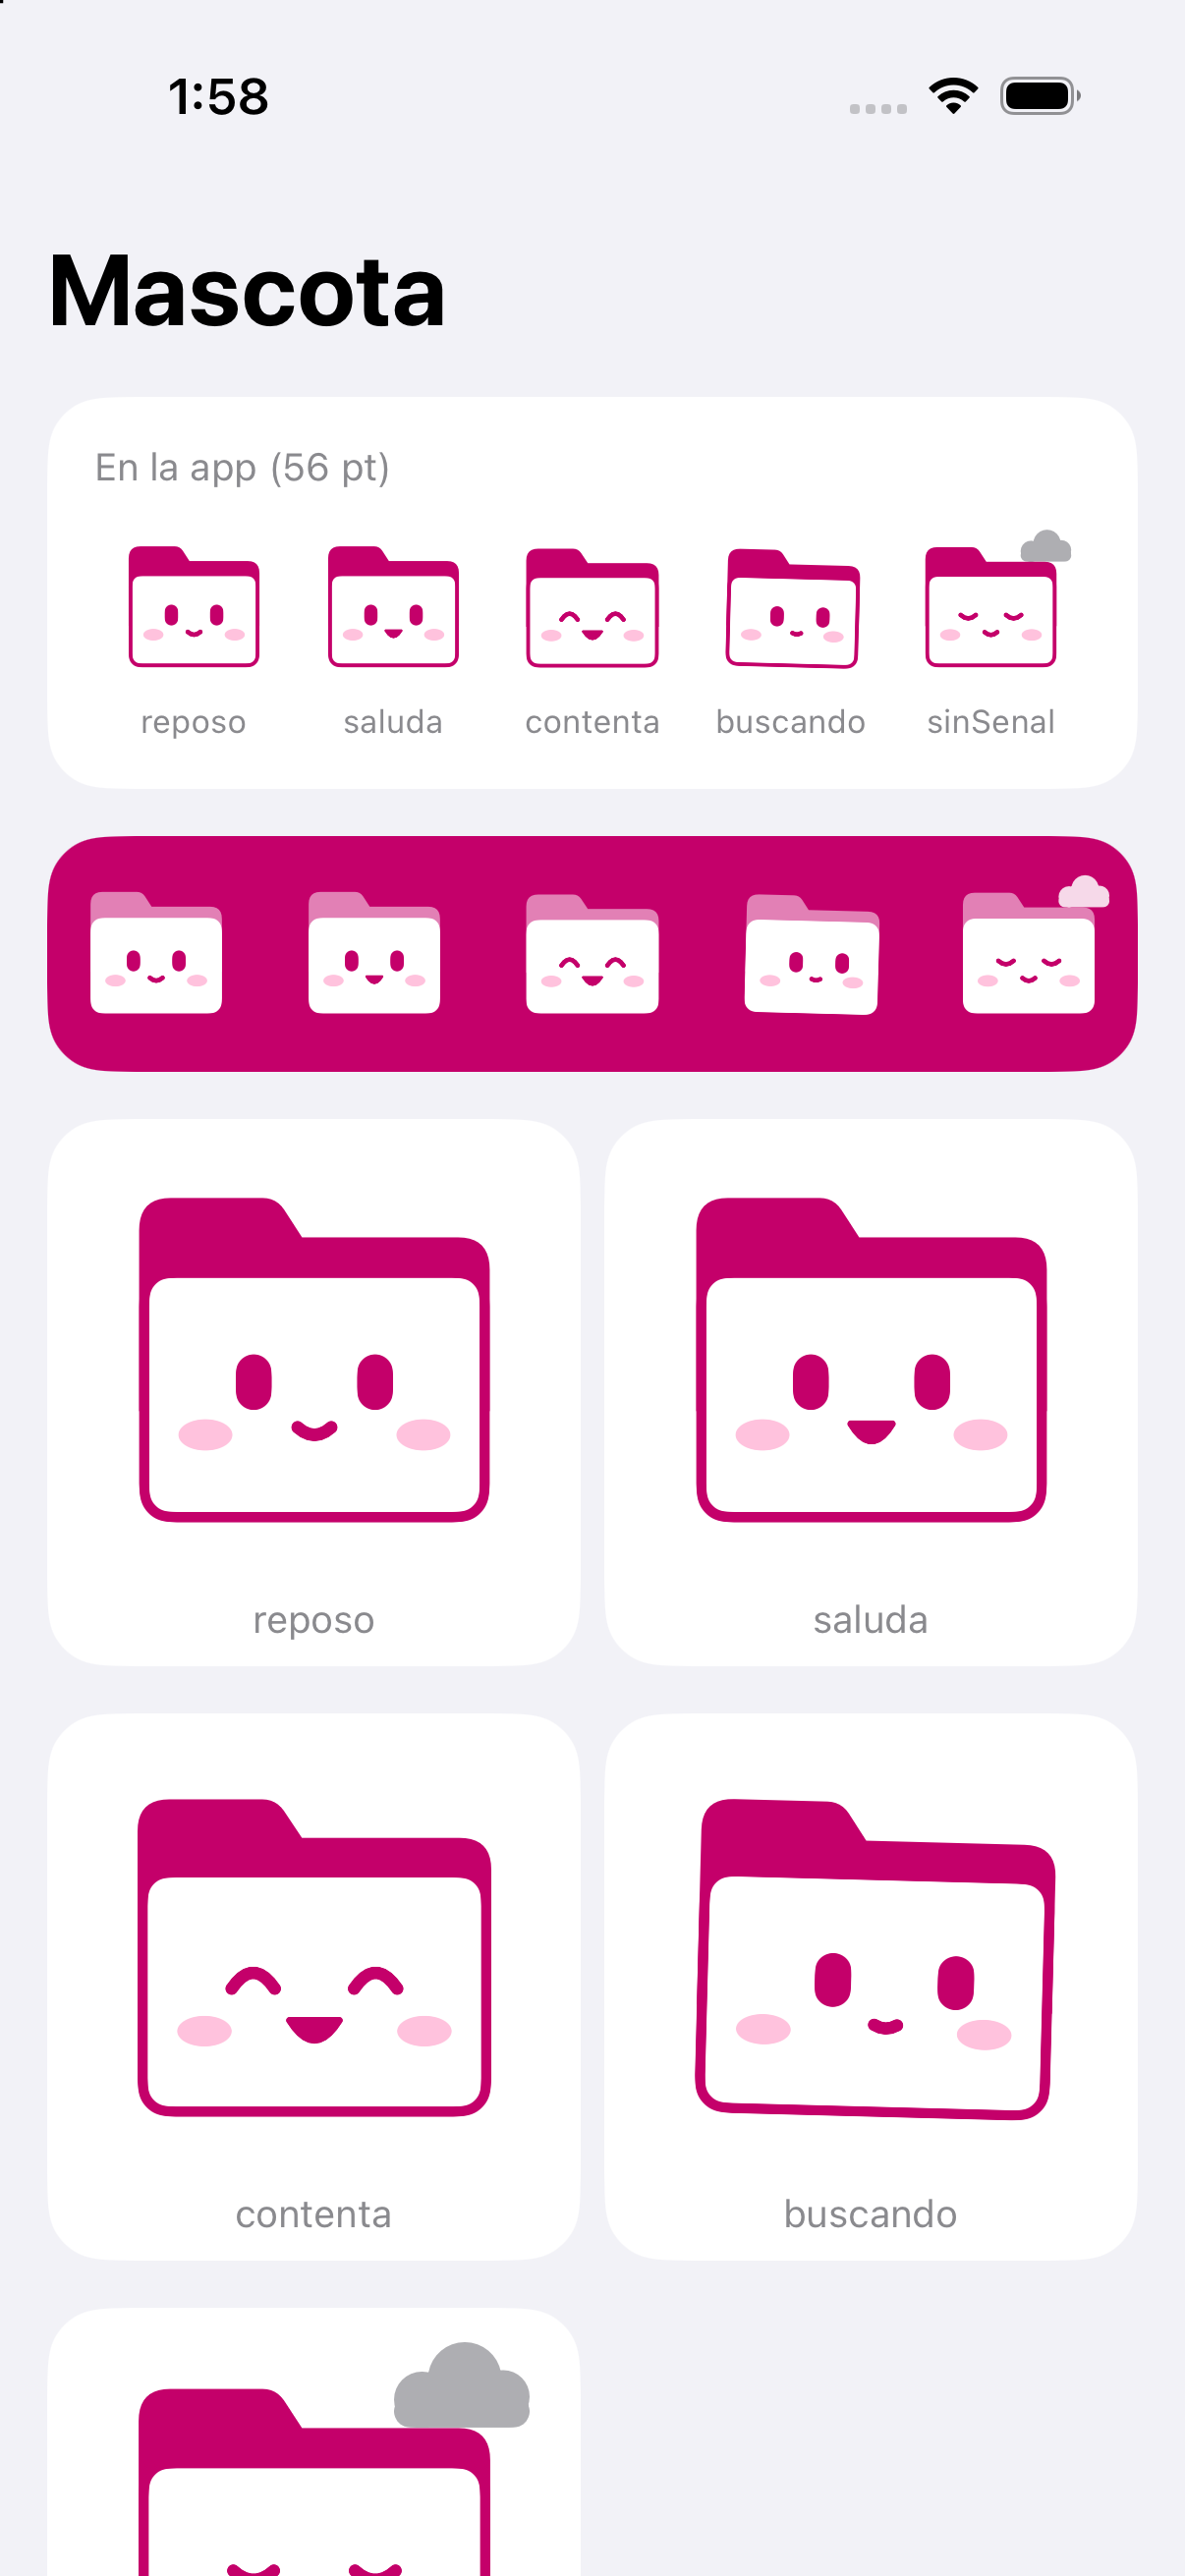 1:58
Mascota
En la app (56 pt)
reposo saluda contenta buscando sinSenal
reposo saluda
contenta buscando